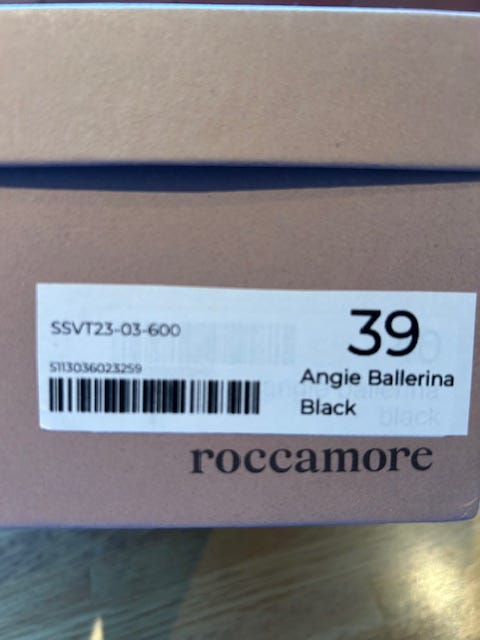 SSVT23-03-600
5113036023259
39
Angie Ballerina
Black
roccamore